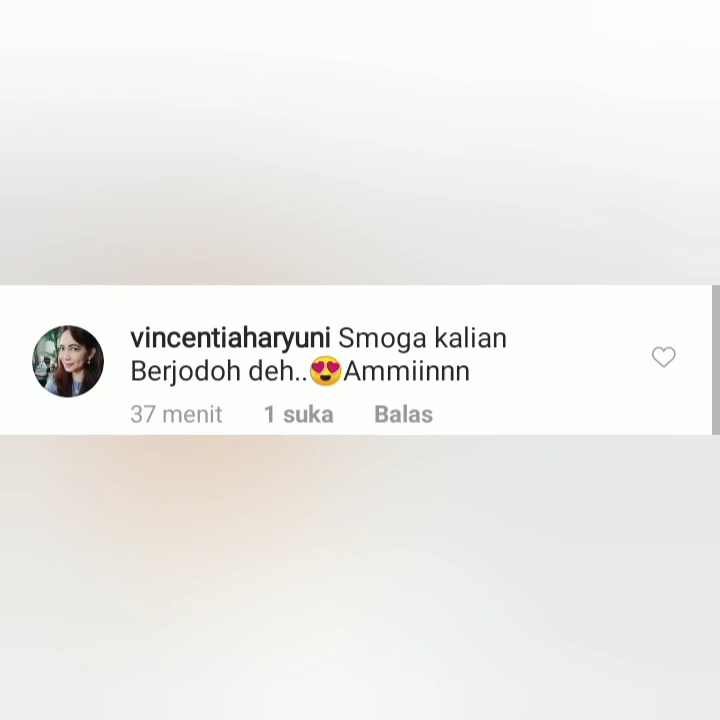 vincentiaharyuni Smoga kalian
Berjodoh deh..😍Ammiinnn
37 menit 1 suka Balas